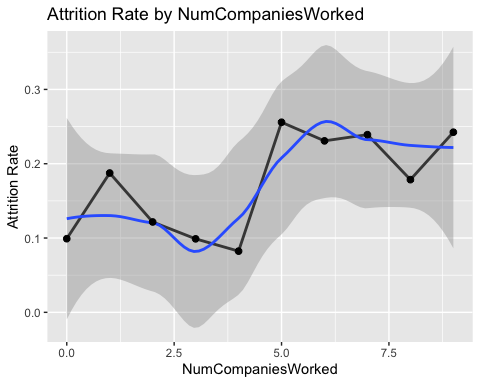 Attrition Rate by NumCompaniesWorked
0.3
0.2
0.1
0.0
Attrition Rate
0.0 2.5 5.0 7.5
NumCompaniesWorked